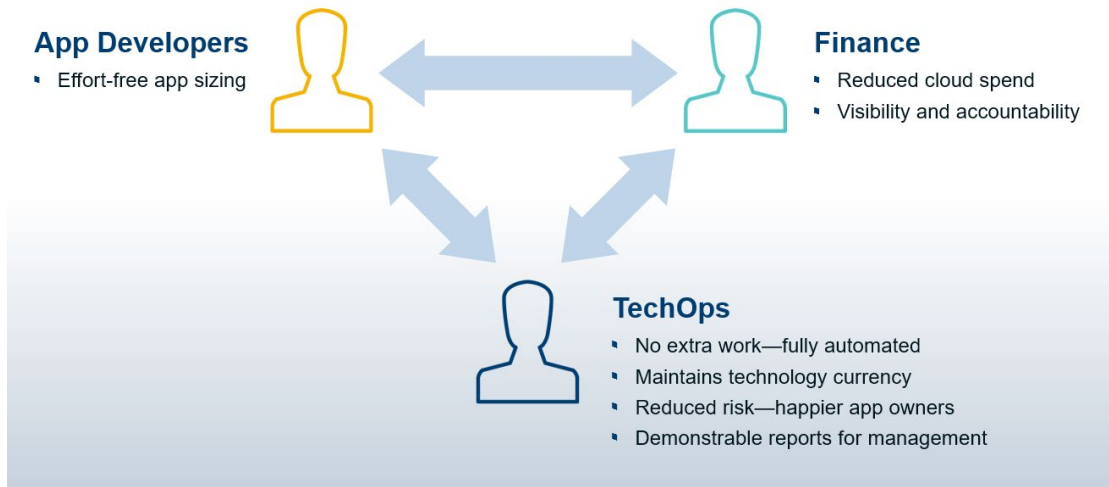 App Developers
▪ Effort-free app sizing
Finance
▪ Reduced cloud spend
▪ Visibility and accountability
TechOps
▪ No extra work—fully automated
▪ Maintains technology currency
▪ Reduced risk—happier app owners
▪ Demonstrable reports for management